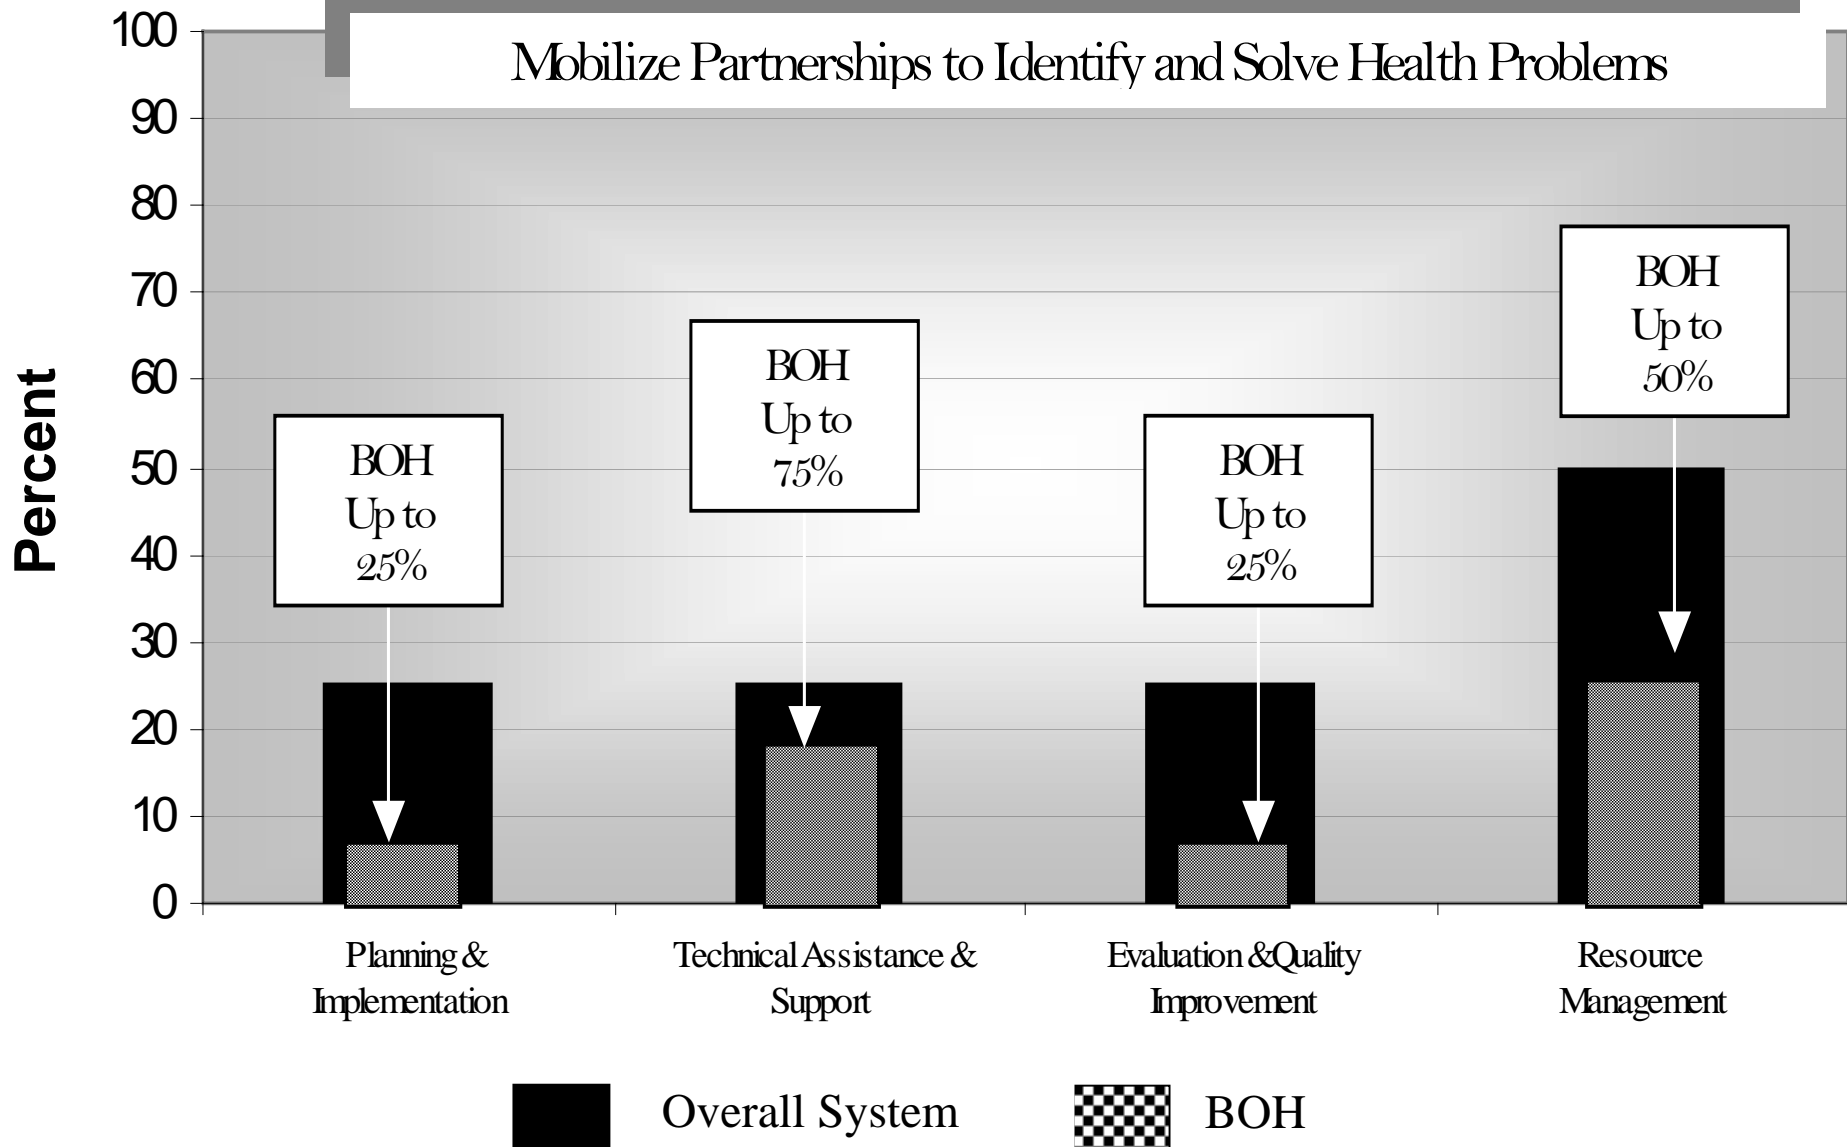 Mobilize Partnerships to Identify and Solve Health Problems
Percent
100
90
80
70
60
50
40
30
20
10
0
BOH
Up to
25%
BOH
Up to
75%
BOH
Up to
25%
BOH
Up to
50%
Planning &
Implementation
Technical Assistance &
Support
Evaluation &Quality
Improvement
Resource
Management
Overall System
BOH